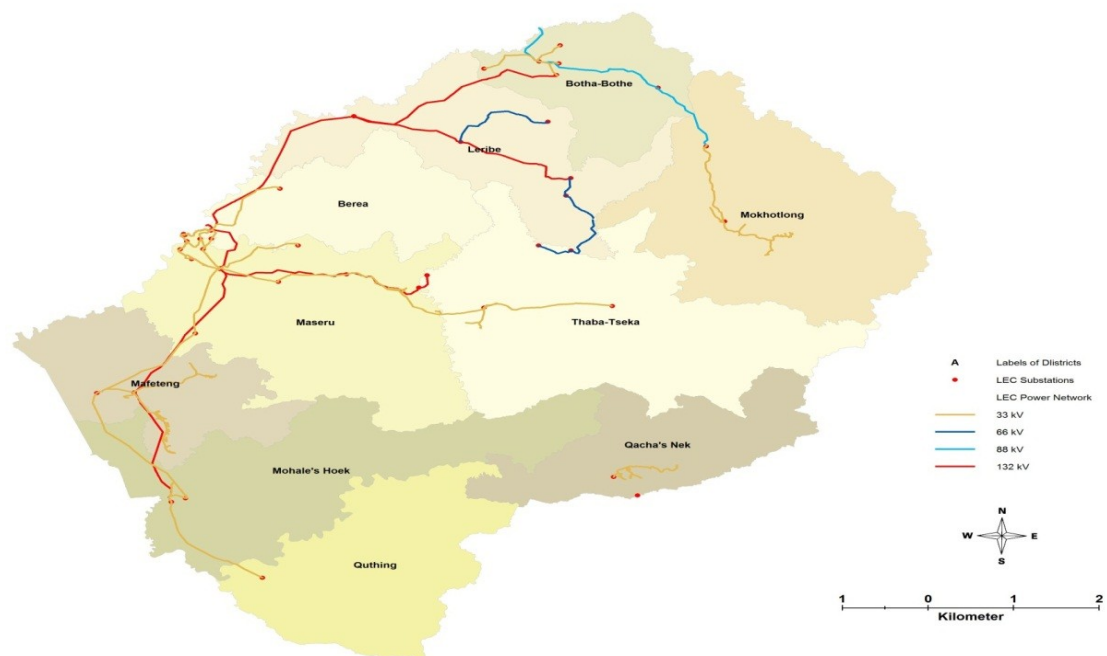 Botha-Bothe
Leribe
Berea
Mokhotlong
Maseru
Thaba-Tseka
Mafeteng
Qacha's Nek
Mohale's Hoek
Quthing
A Labels of DIistricts
LEC Substations
LEC Power Network
33 kV
66 kV
88 kV
132 kV
N
W E
S
1 0 1 2
Kilometer